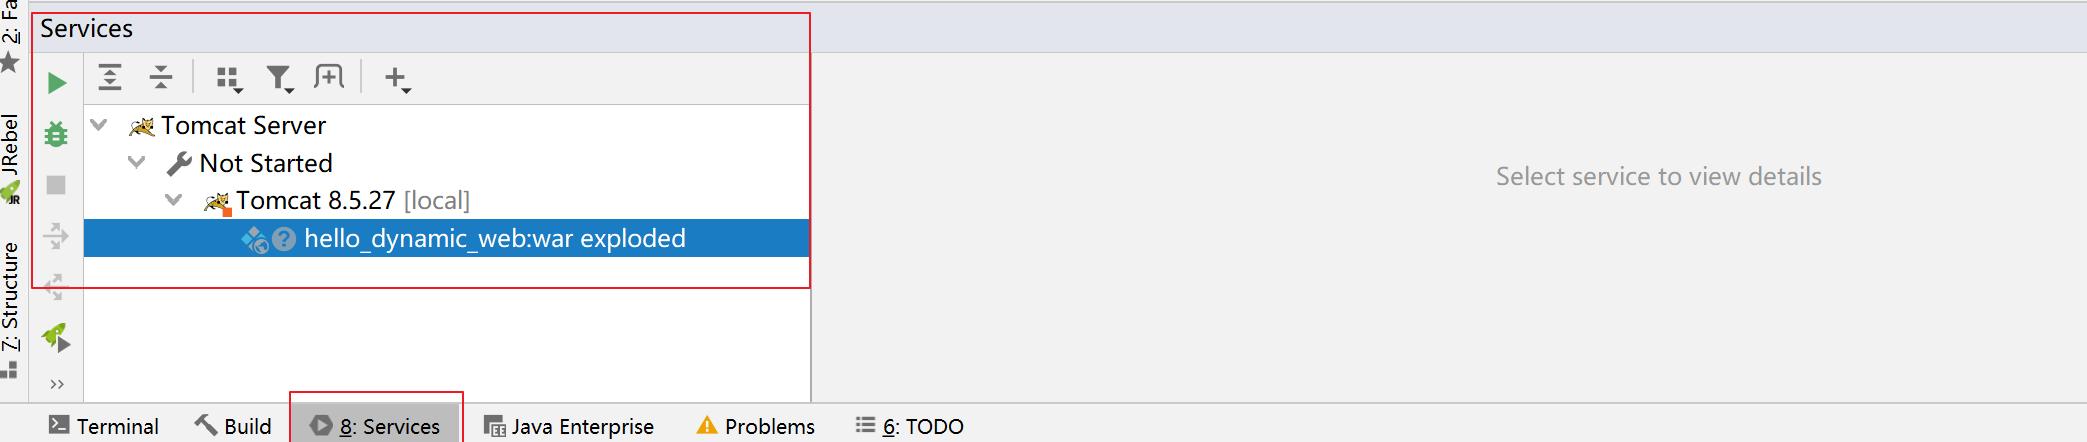 2: Fa
JRebel
7: Structure
Services
Tomcat Server
Not Started
Tomcat 8.5.27 [local]
hello_dynamic_web:war exploded
Select service to view details
Terminal
Build
8: Services
Java Enterprise
Problems
6: TODO